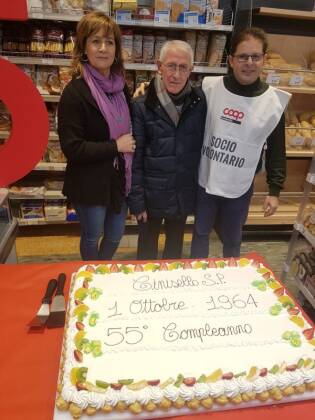 coop
SOCIO
VOLONTARIO
Cinisello S.P.
1 Ottobre 1964
55° Compleanno